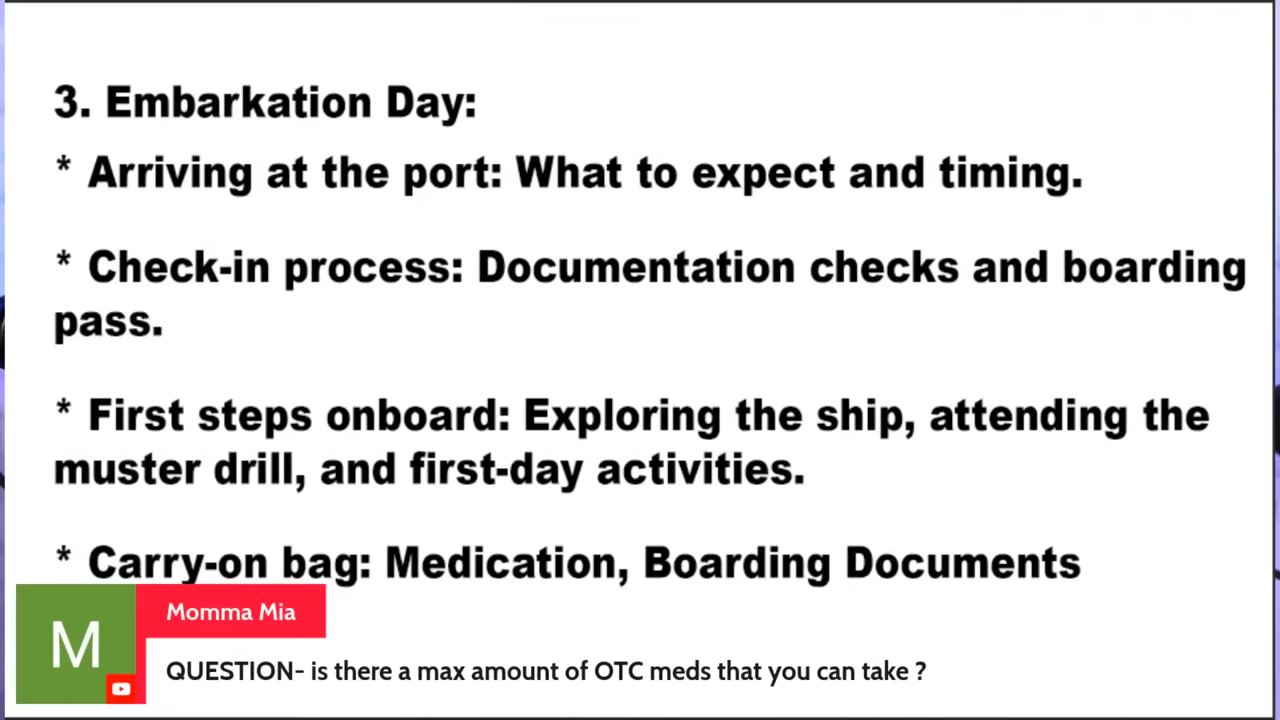 3. Embarkation Day:
* Arriving at the port: What to expect and timing.
* Check-in process: Documentation checks and boarding
pass.
* First steps onboard: Exploring the ship, attending the
muster drill, and first-day activities.
* Carry-on bag: Medication, Boarding Documents
M
Momma Mia
QUESTION- is there a max amount of OTC meds that you can take ?